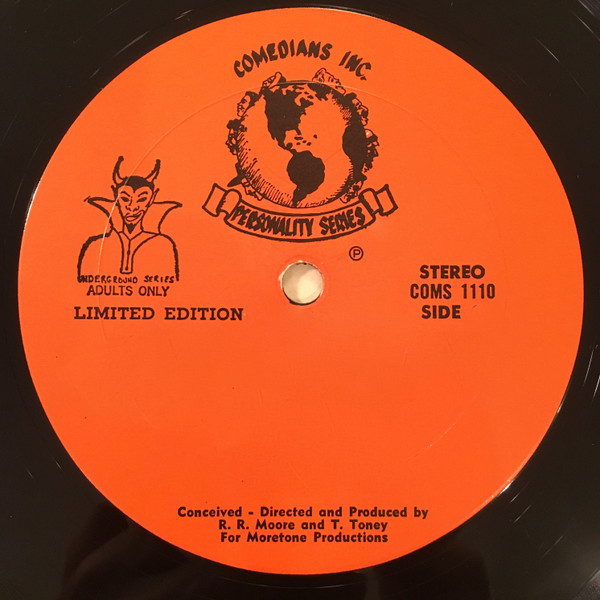 COMEDIANS INC.
PERSONALITY SERIES
℗
UNDERGROUND SERIES
ADULTS ONLY
LIMITED EDITION
STEREO
COMS 1110
SIDE
Conceived - Directed and Produced by
R. R. Moore and T. Toney
For Moretone Productions